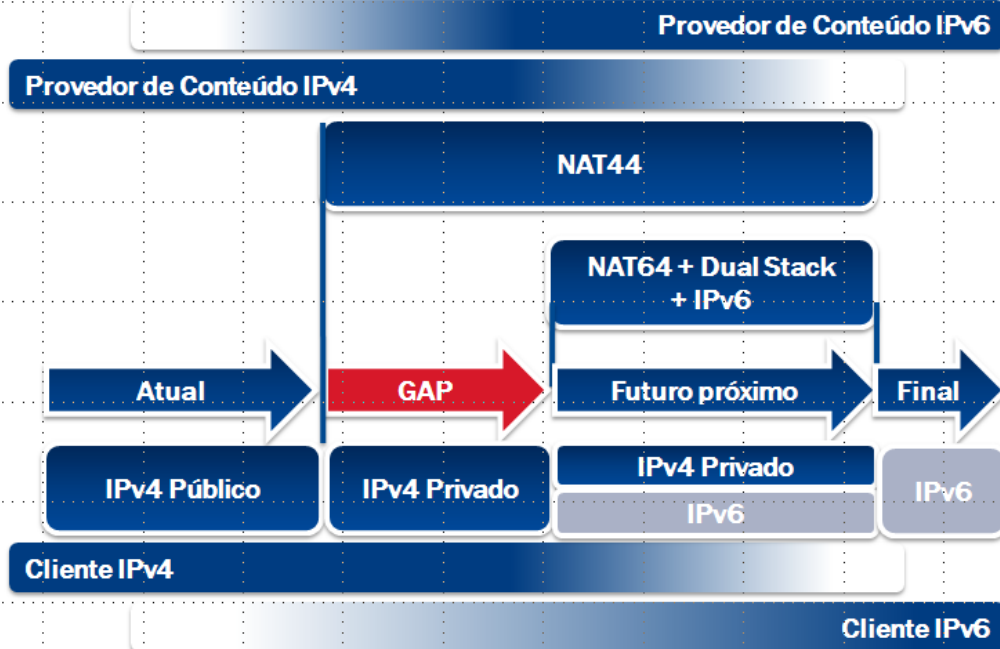 Provedor de Conteúdo IPv6
Provedor de Conteúdo IPv4
NAT44
NAT64 + Dual Stack
+ IPv6
Atual
GAP
Futuro próximo
Final
IPv4 Público
IPv4 Privado
IPv4 Privado
IPv6
IPv6
Cliente IPv4
Cliente IPv6